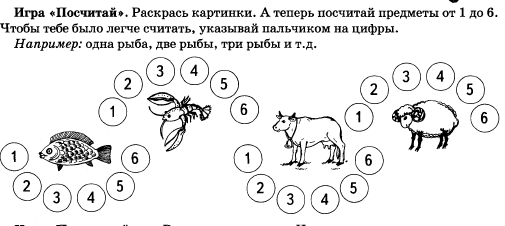 Игра «Посчитай». Раскрась картинки. А теперь посчитай предметы от 1 до 6.
Чтобы тебе было легче считать, указывай пальчиком на цифры.
Например: одна рыба, две рыбы, три рыбы и т.д.
1 2 3 4 5 6
1 2 3 4 5 6
1 2 3 4 5 6
1 2 3 4 5 6